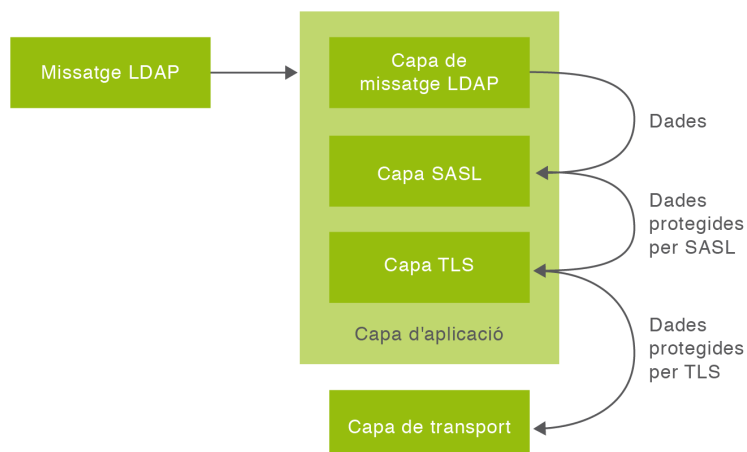 Missatge LDAP
Capa de
missatge LDAP
Dades
Capa SASL
Dades
protegides
per SASL
Capa TLS
Capa d'aplicació
Dades
protegides
per TLS
Capa de transport